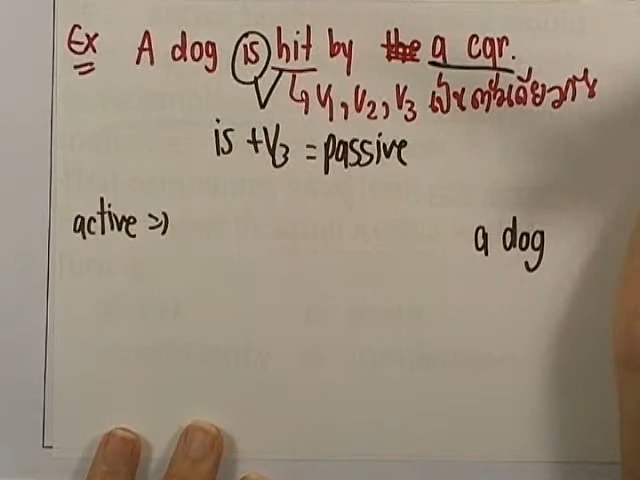 Ex A dog is hit by the a car.
↳ V1, V2, V3 เป็นตัวเดียวกัน
is + V3 = passive
active => a dog